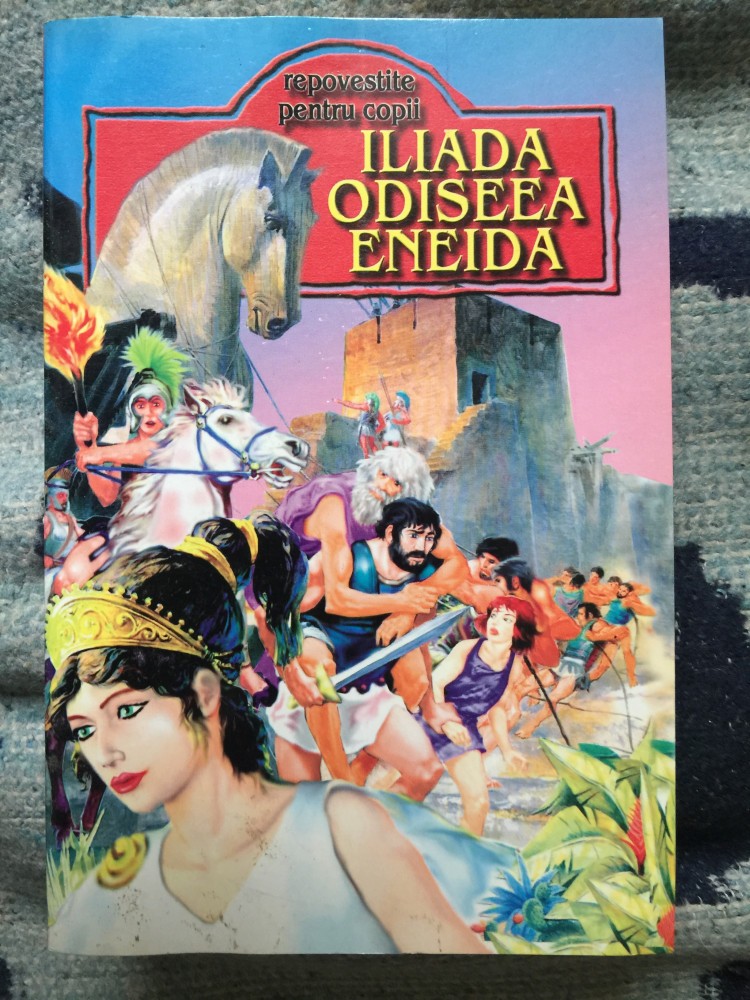 repovestite
pentru copii
ILIADA
ODISEEA
ENEIDA